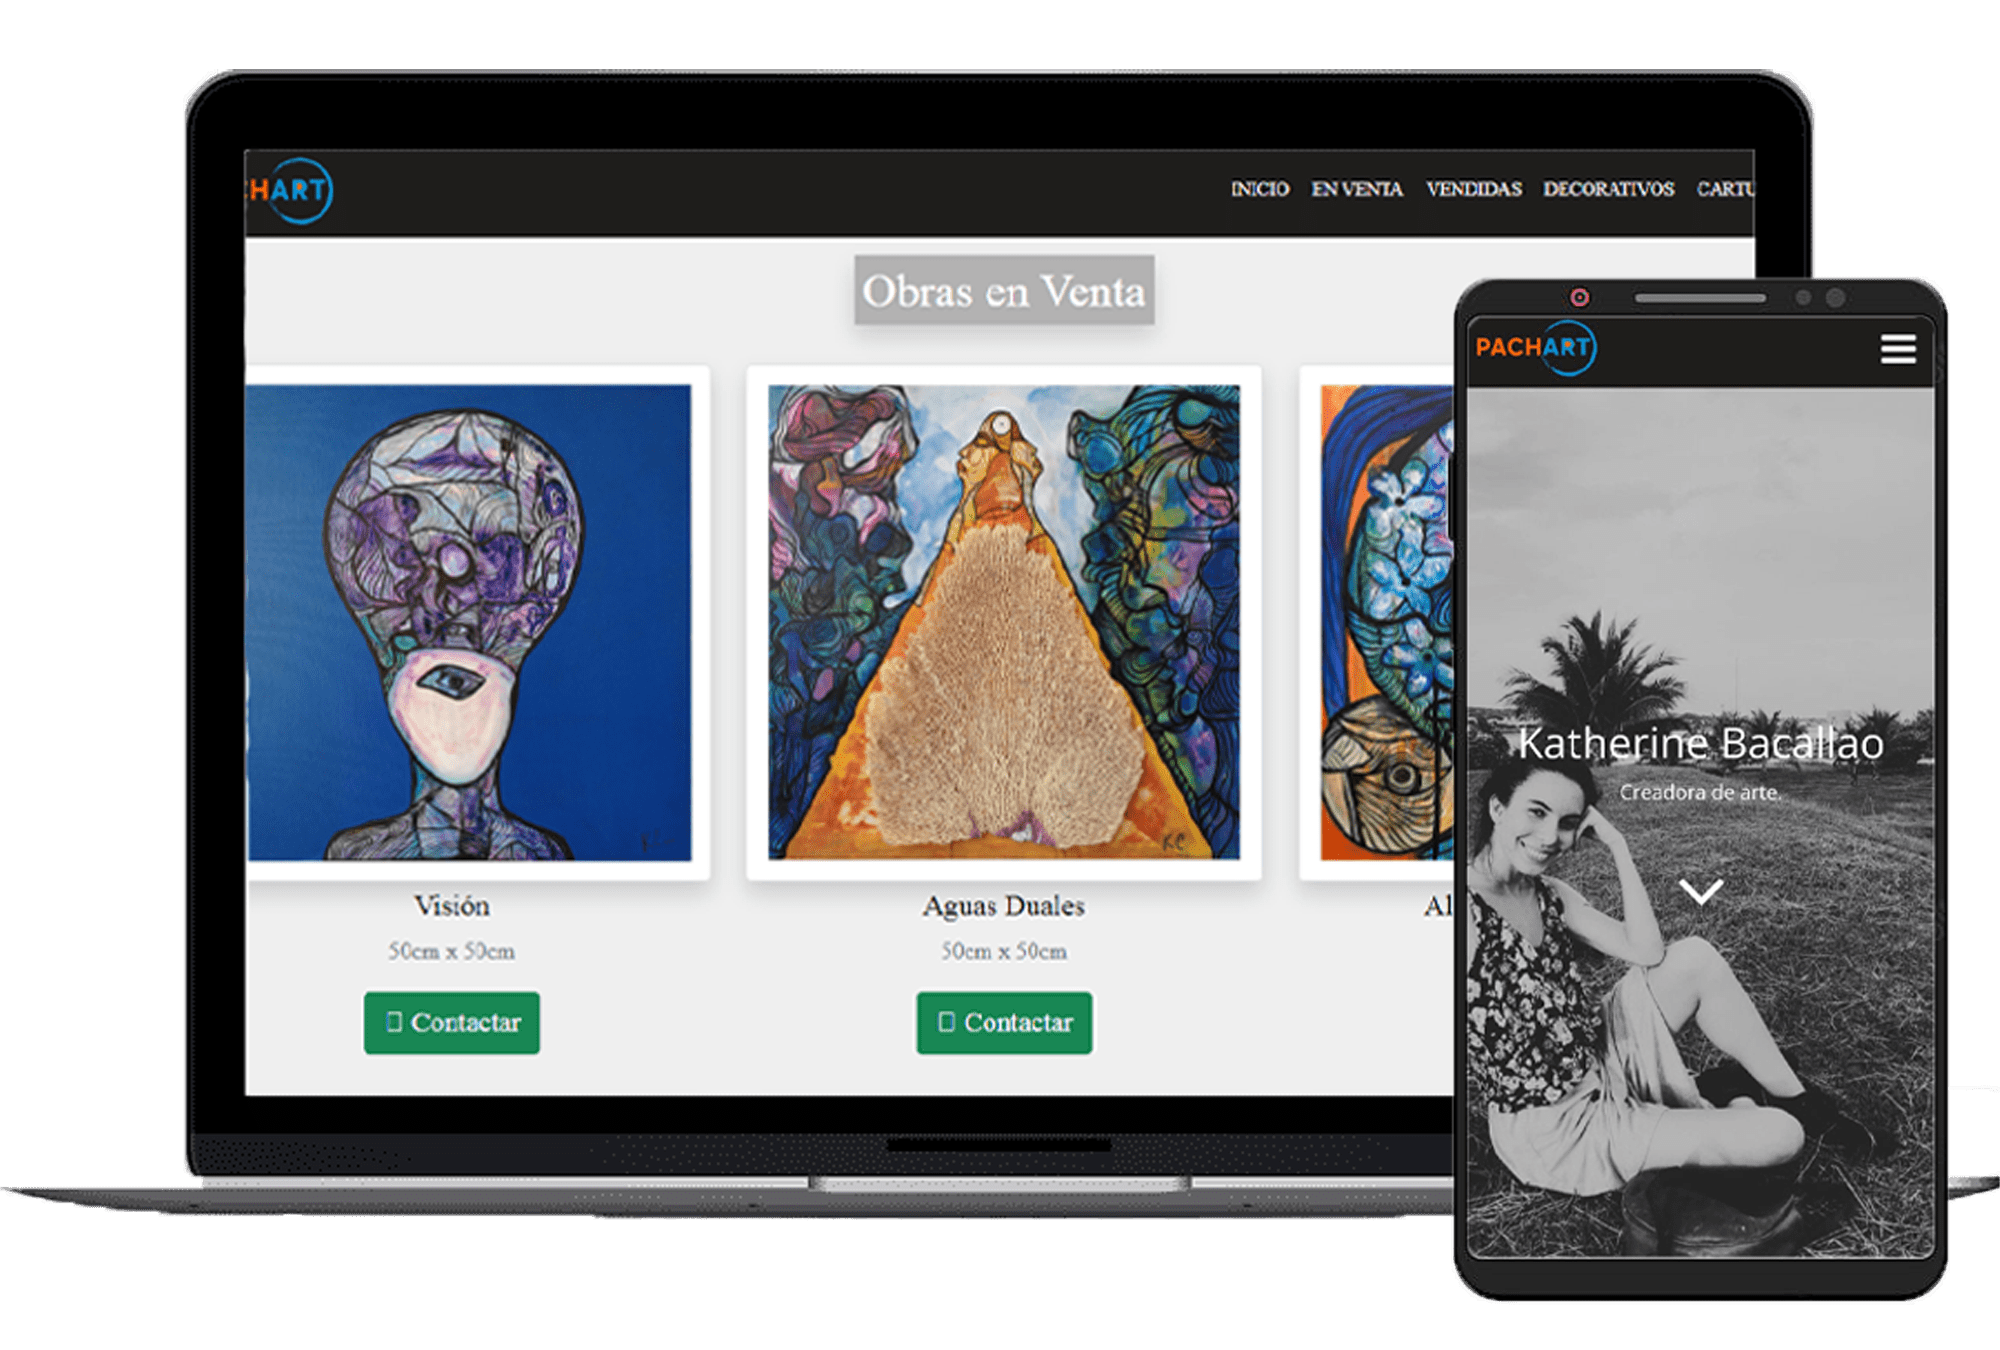 HART
INICIO EN VENTA VENDIDAS DECORATIVOS CARTU
Obras en Venta
Visión
50cm x 50cm
Contactar
KC
Aguas Duales
50cm x 50cm
Contactar
Al
PACHART
Katherine Bacallao
Creadora de arte.